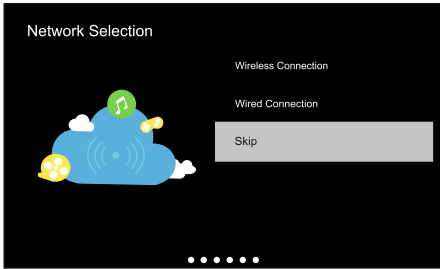 Network Selection
Wireless Connection
Wired Connection
Skip